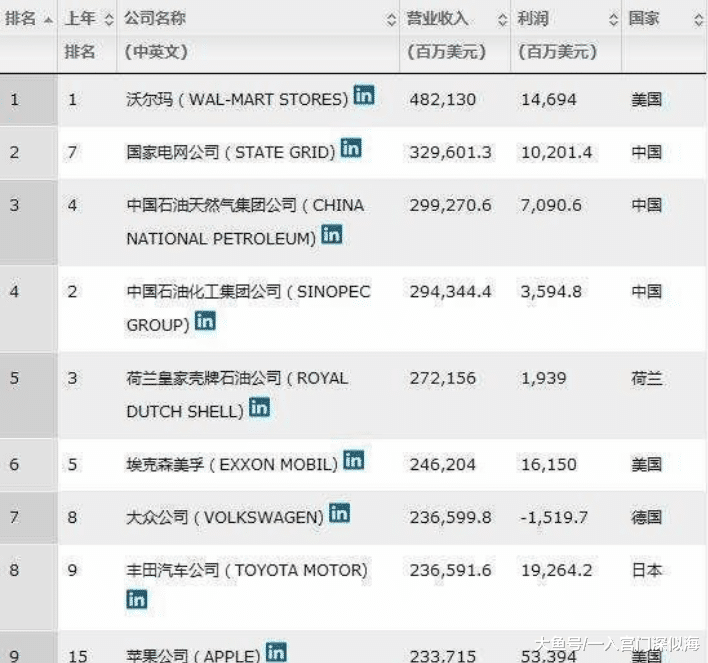 排名 上年 公司名称 营业收入 利润 国家
排名 (中英文) (百万美元) (百万美元)
1 1 沃尔玛 ( WAL-MART STORES) in 482,130 14,694 美国
2 7 国家电网公司 ( STATE GRID) in 329,601.3 10,201.4 中国
3 4 中国石油天然气集团公司 ( CHINA 299,270.6 7,090.6 中国
NATIONAL PETROLEUM) in
4 2 中国石油化工集团公司 ( SINOPEC 294,344.4 3,594.8 中国
GROUP) in
5 3 荷兰皇家壳牌石油公司 ( ROYAL 272,156 1,939 荷兰
DUTCH SHELL) in
6 5 埃克森美孚 ( EXXON MOBIL) in 246,204 16,150 美国
7 8 大众公司 ( VOLKSWAGEN) in 236,599.8 -1,519.7 德国
8 9 丰田汽车公司 ( TOYOTA MOTOR) 236,591.6 19,264.2 日本
in
9 15 苹果公司 ( APPLE) in 233,715 53,394 美国
大鱼号/一入官门深似海